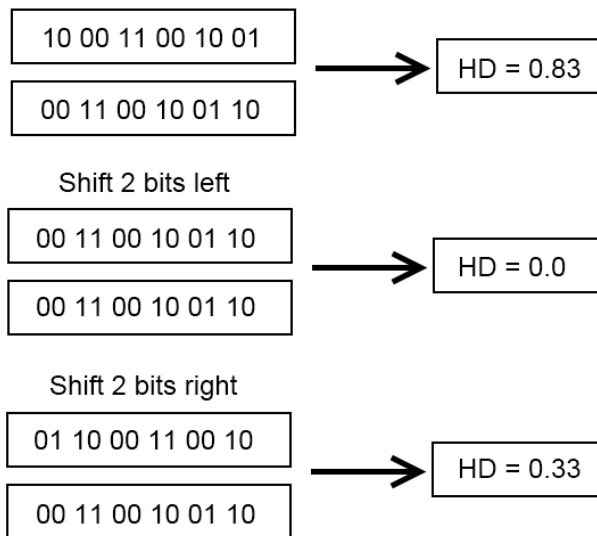 10 00 11 00 10 01
HD = 0.83
00 11 00 10 01 10
Shift 2 bits left
00 11 00 10 01 10
HD = 0.0
00 11 00 10 01 10
Shift 2 bits right
01 10 00 11 00 10
HD = 0.33
00 11 00 10 01 10